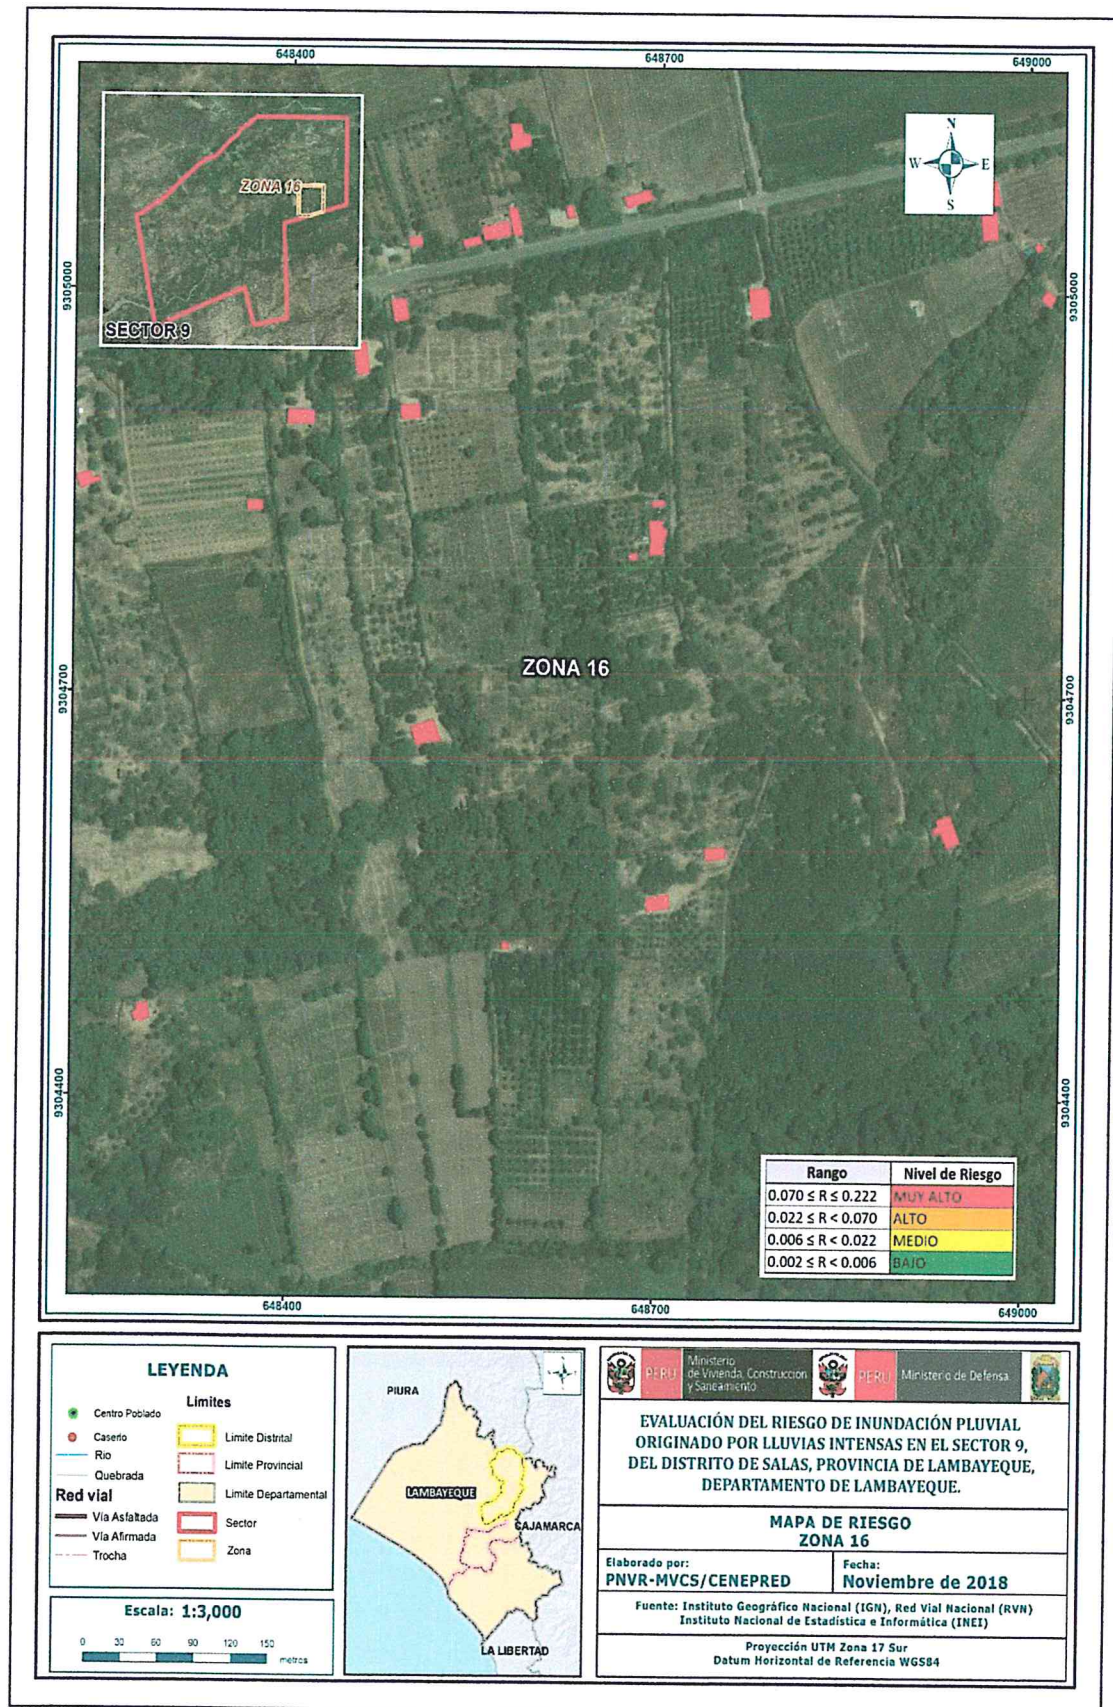 648400
648700
649000
ZONA 16
SECTOR 9
N
W
E
S
9305000
9305000
ZONA 16
9304700
9304700
9304400
9304400
Rango
Nivel de Riesgo
0.070 ≤ R ≤ 0.222
MUY ALTO
0.022 ≤ R < 0.070
ALTO
0.006 ≤ R < 0.022
MEDIO
0.002 ≤ R < 0.006
BAJO
648400
648700
649000
LEYENDA
Centro Poblado
Caserio
Rio
Quebrada
Red vial
Vía Asfaltada
Vía Afirmada
Trocha
Limites
Limite Distrital
Limite Provincial
Limite Departamental
Sector
Zona
Escala: 1:3,000
0 30 60 90 120 150
metros
PIURA
LAMBAYEQUE
CAJAMARCA
LA LIBERTAD
PERÚ
Ministerio
de Vivienda, Construcción
y Saneamiento
PERÚ
Ministerio de Defensa
EVALUACIÓN DEL RIESGO DE INUNDACIÓN PLUVIAL
ORIGINADO POR LLUVIAS INTENSAS EN EL SECTOR 9,
DEL DISTRITO DE SALAS, PROVINCIA DE LAMBAYEQUE,
DEPARTAMENTO DE LAMBAYEQUE.
MAPA DE RIESGO
ZONA 16
Elaborado por:
PNVR-MVCS/CENEPRED
Fecha:
Noviembre de 2018
Fuente: Instituto Geográfico Nacional (IGN), Red Vial Nacional (RVN)
Instituto Nacional de Estadística e Informática (INEI)
Proyección UTM Zona 17 Sur
Datum Horizontal de Referencia WGS84